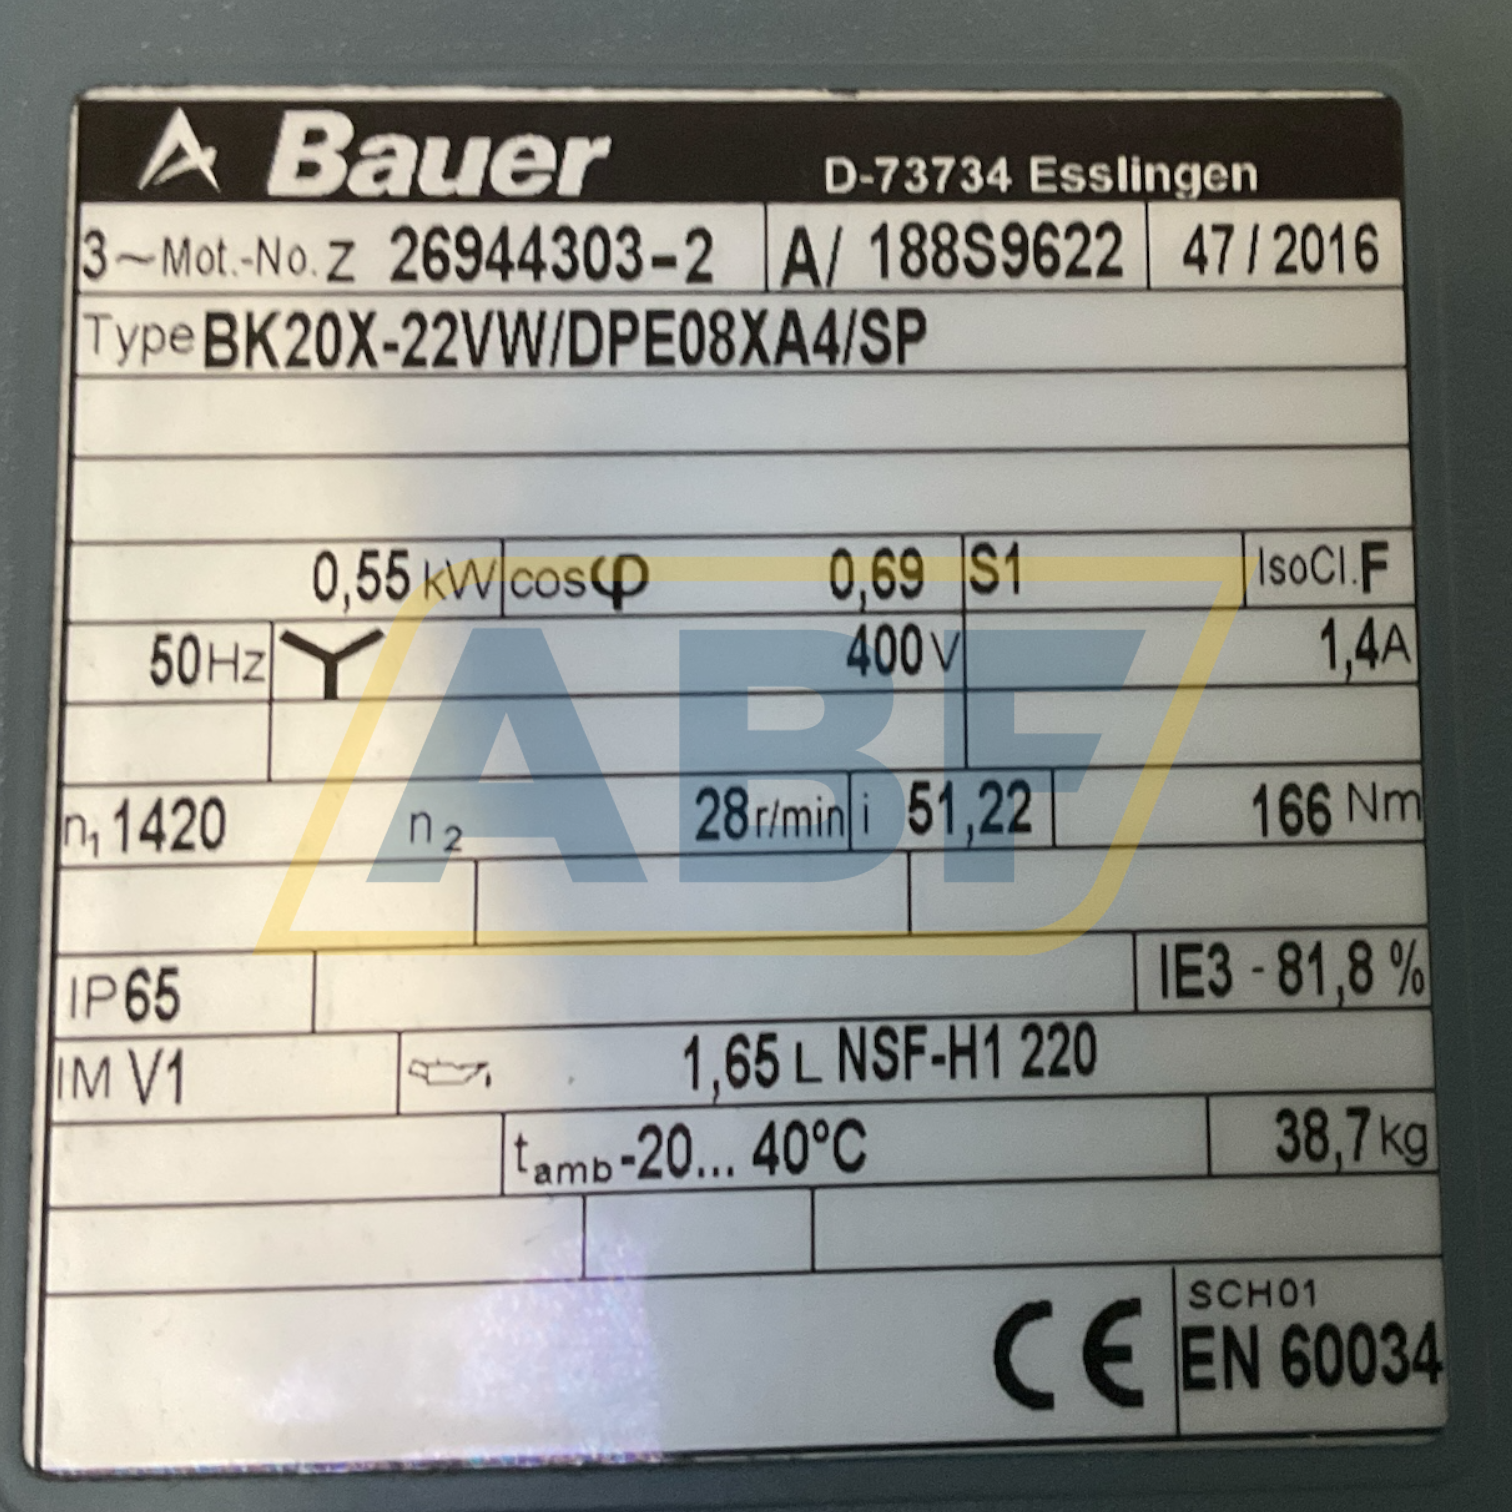 Bauer D-73734 Esslingen
3~Mot.-No. Z 26944303-2 A/ 188S9622 47/2016
Type BK20X-22VW/DPE08XA4/SP
0,55 kW cosφ 0,69 S1 IsoCl.F
50Hz Y 400V 1,4A
n1 1420 n2 28r/min i 51,22 166 Nm
IP65 IE3 - 81,8 %
IM V1 1,65 L NSF-H1 220
tamb -20... 40°C 38,7kg
CE SCH01
EN 60034
ABF